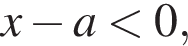 x − a < 0,